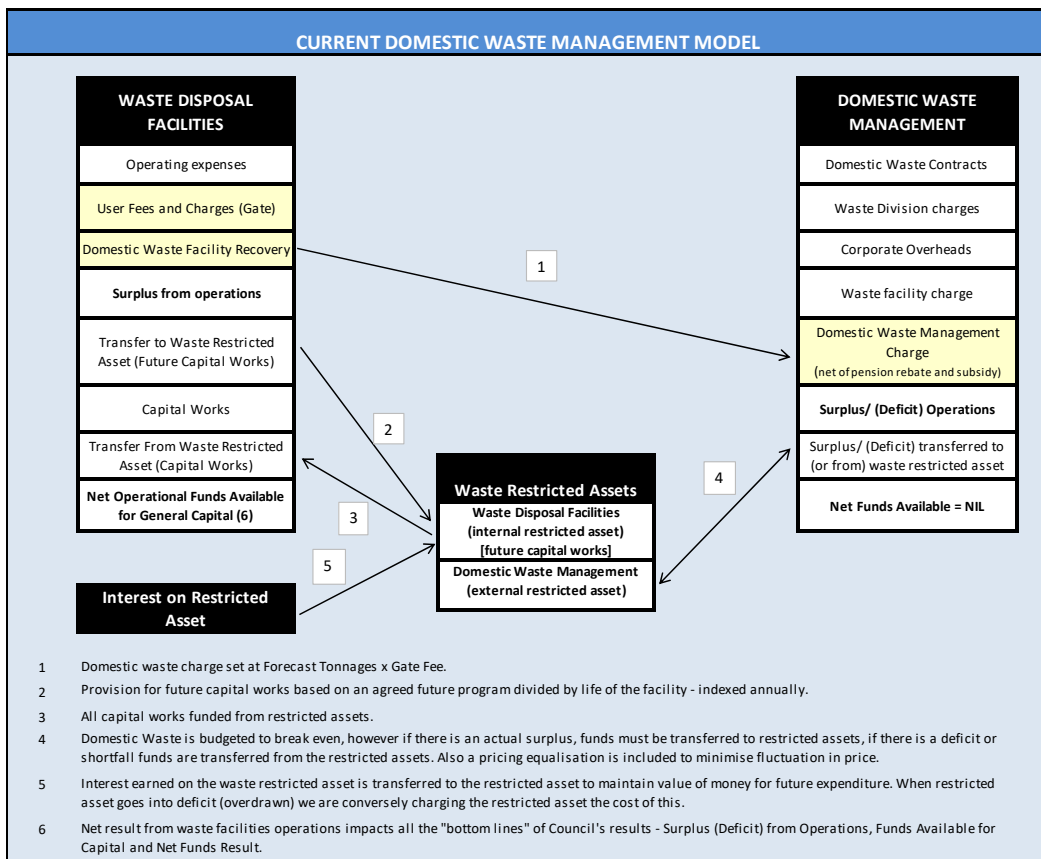 CURRENT DOMESTIC WASTE MANAGEMENT MODEL
WASTE DISPOSAL
FACILITIES
Operating expenses
User Fees and Charges (Gate)
Domestic Waste Facility Recovery
Surplus from operations
Transfer to Waste Restricted
Asset (Future Capital Works)
Capital Works
Transfer From Waste Restricted
Asset (Capital Works)
Net Operational Funds Available
for General Capital (6)
Interest on Restricted
Asset
1
2
3
5
4
Waste Restricted Assets
Waste Disposal Facilities
(internal restricted asset)
[future capital works]
Domestic Waste Management
(external restricted asset)
DOMESTIC WASTE
MANAGEMENT
Domestic Waste Contracts
Waste Division charges
Corporate Overheads
Waste facility charge
Domestic Waste Management
Charge
(net of pension rebate and subsidy)
Surplus/ (Deficit) Operations
Surplus/ (Deficit) transferred to
(or from) waste restricted asset
Net Funds Available = NIL
1 Domestic waste charge set at Forecast Tonnages x Gate Fee.
2 Provision for future capital works based on an agreed future program divided by life of the facility - indexed annually.
3 All capital works funded from restricted assets.
4 Domestic Waste is budgeted to break even, however if there is an actual surplus, funds must be transferred to restricted assets, if there is a deficit or
shortfall funds are transferred from the restricted assets. Also a pricing equalisation is included to minimise fluctuation in price.
5 Interest earned on the waste restricted asset is transferred to the restricted asset to maintain value of money for future expenditure. When restricted
asset goes into deficit (overdrawn) we are conversely charging the restricted asset the cost of this.
6 Net result from waste facilities operations impacts all the "bottom lines" of Council's results - Surplus (Deficit) from Operations, Funds Available for
Capital and Net Funds Result.